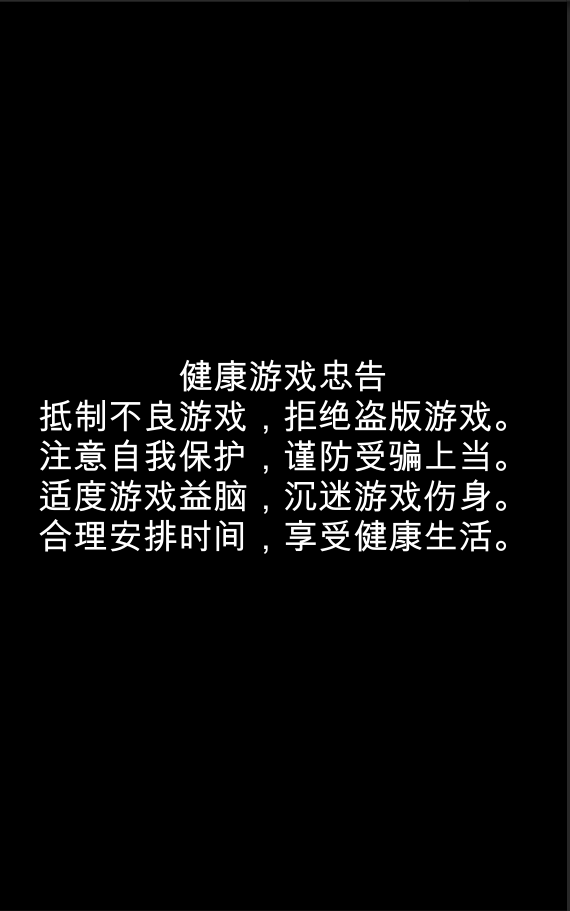 健康游戏忠告
抵制不良游戏，拒绝盗版游戏。
注意自我保护，谨防受骗上当。
适度游戏益脑，沉迷游戏伤身。
合理安排时间，享受健康生活。